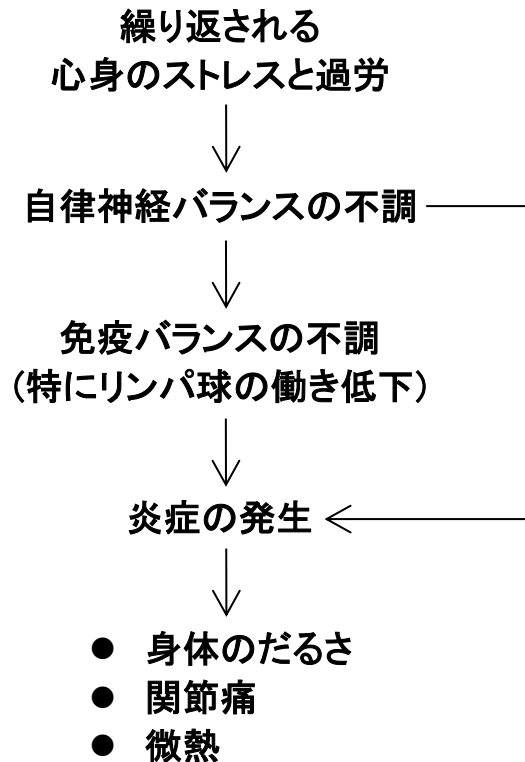 繰り返される
心身のストレスと過労
自律神経バランスの不調
免疫バランスの不調
（特にリンパ球の働き低下）
炎症の発生
● 身体のだるさ
● 関節痛
● 微熱